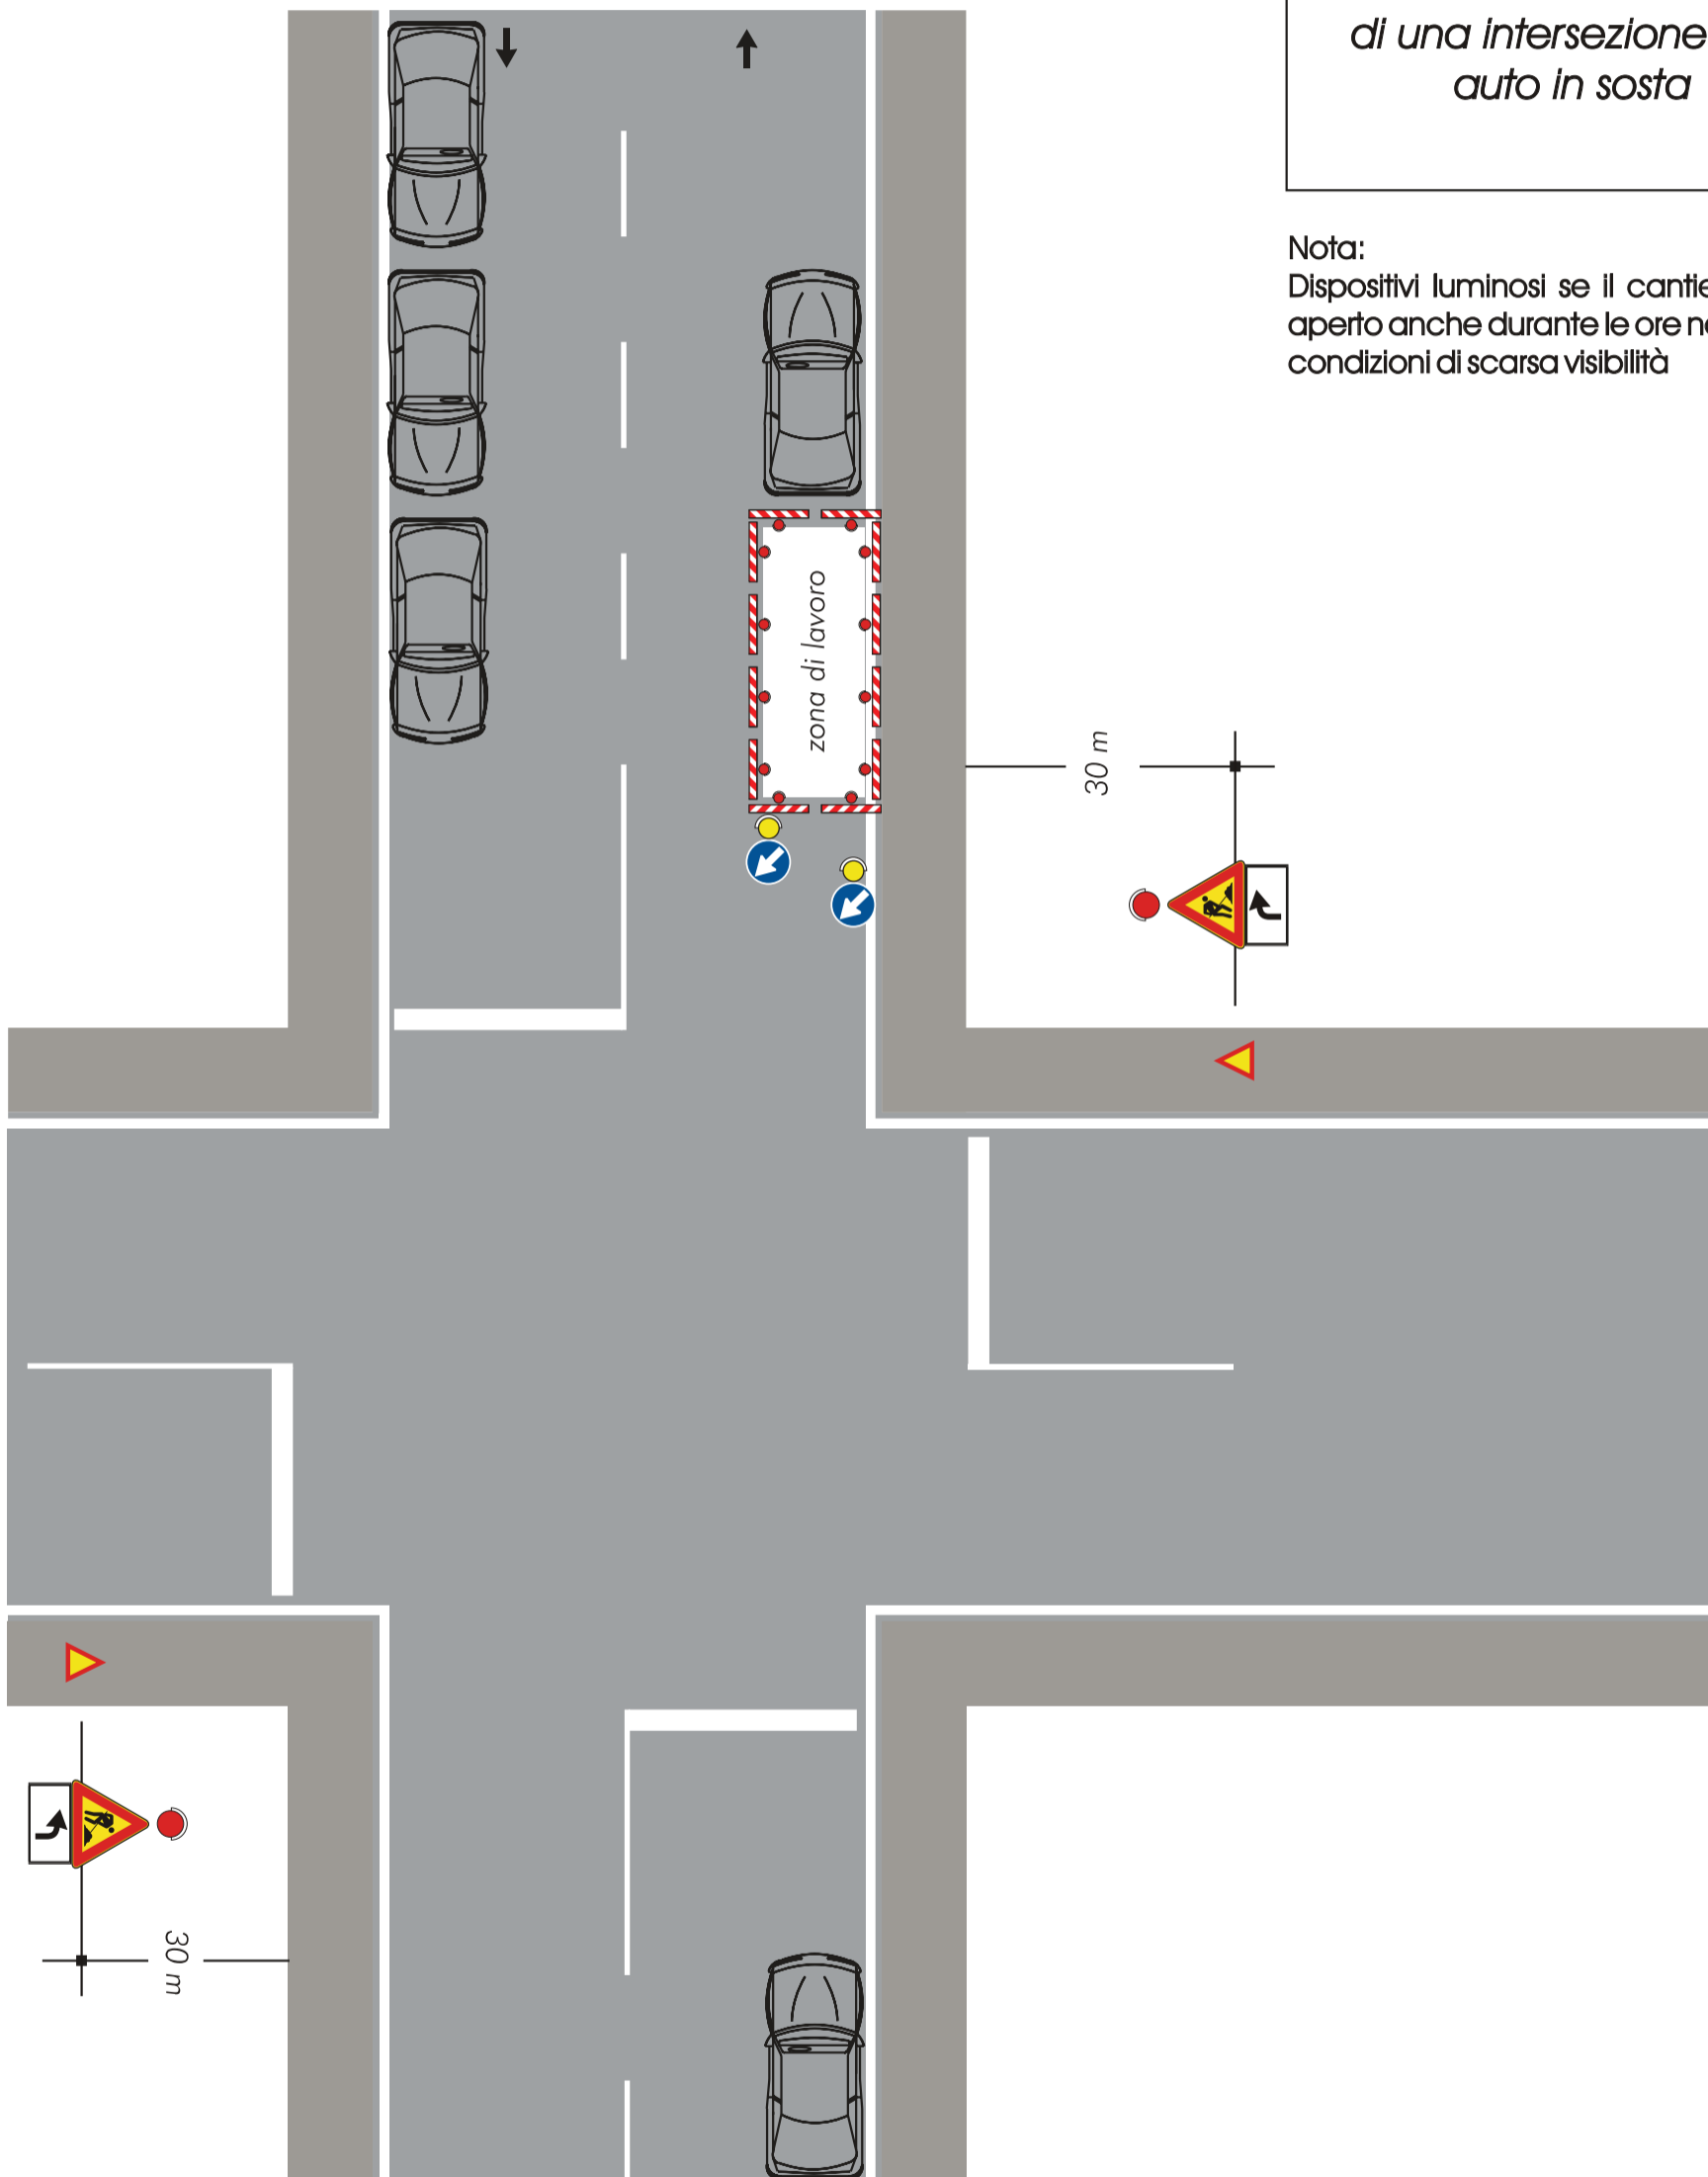 di una intersezione
auto in sosta
Nota:
Dispositivi luminosi se il
aperto anche durante le ore
condizioni di scarsa visibilità
zona di lavoro
30 m
30 m